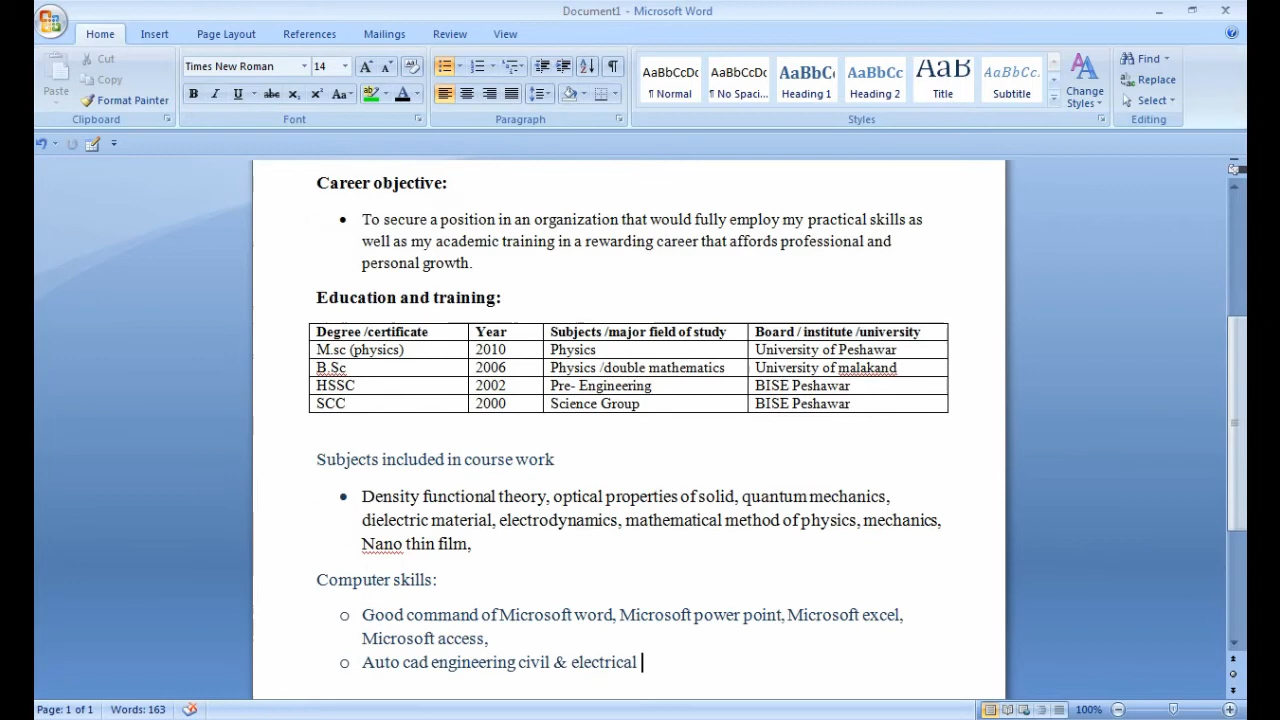 Document1 - Microsoft Word
Home Insert Page Layout References Mailings Review View
Paste Cut Copy Format Painter
Times New Roman 14
B I U abc X₂ X² Aa A
AaBbCcDc AaBbCcDc AaBbCc AaBbCc AaB AaBbCc.
¶ Normal ¶ No Spaci... Heading 1 Heading 2 Title Subtitle
Change Styles
Find Replace Select
Clipboard Font Paragraph Styles Editing
Career objective:
• To secure a position in an organization that would fully employ my practical skills as
well as my academic training in a rewarding career that affords professional and
personal growth.
Education and training:
Degree /certificate Year Subjects /major field of study Board / institute /university
M.sc (physics) 2010 Physics University of Peshawar
B.Sc 2006 Physics /double mathematics University of malakand
HSSC 2002 Pre- Engineering BISE Peshawar
SCC 2000 Science Group BISE Peshawar
Subjects included in course work
• Density functional theory, optical properties of solid, quantum mechanics,
dielectric material, electrodynamics, mathematical method of physics, mechanics,
Nano thin film,
Computer skills:
o Good command of Microsoft word, Microsoft power point, Microsoft excel,
Microsoft access,
o Auto cad engineering civil & electrical
Page: 1 of 1 Words: 163 100%